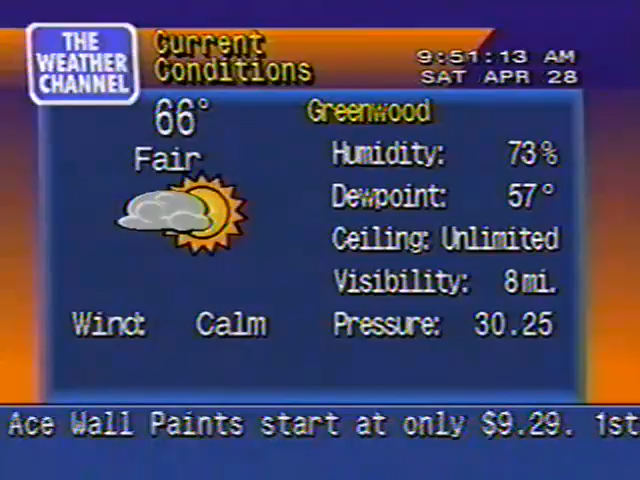 THE
WEATHER
CHANNEL
Current
Conditions
9:51:13 AM
SAT APR 28
66°
Fair
Greenwood
Humidity: 73%
Dewpoint: 57°
Ceiling: Unlimited
Visibility: 8mi.
Wind: Calm
Pressure: 30.25
Ace Wall Paints start at only $9.29. 1st